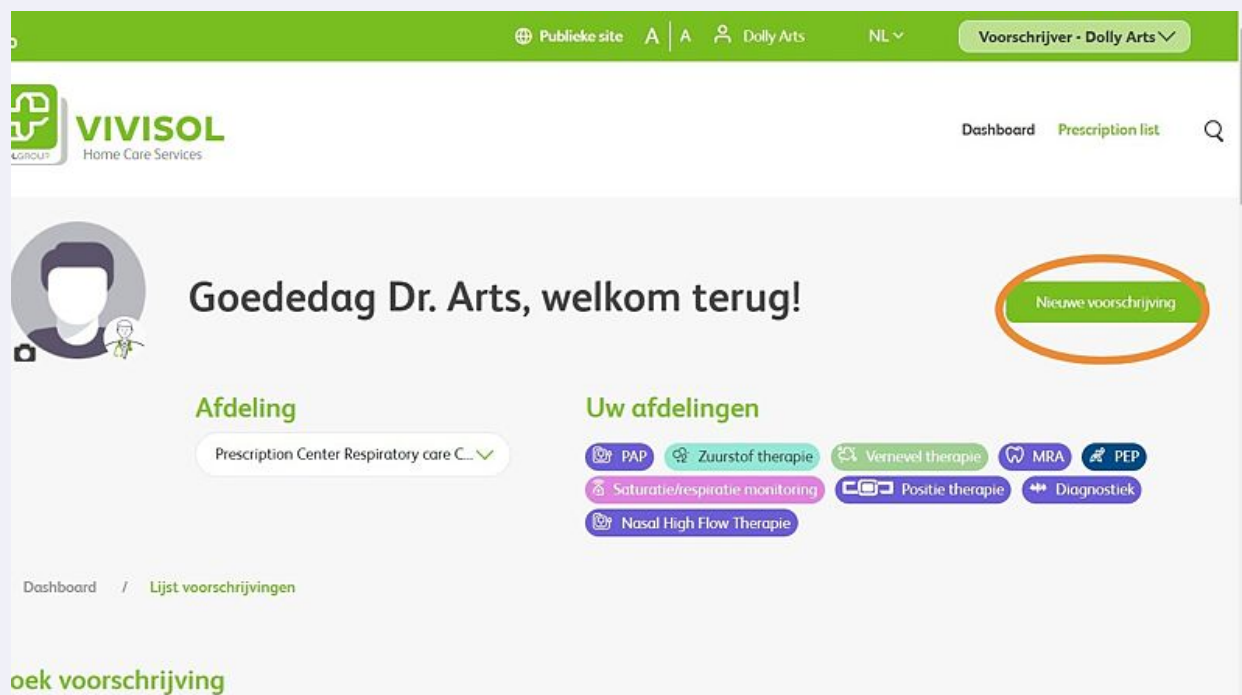 Publieke site A | A Dolly Arts NL Voorschrijver - Dolly Arts
VIVISOL
Home Care Services
Dashboard Prescription list
Goededag Dr. Arts, welkom terug!
Nieuwe voorschrijving
Afdeling
Prescription Center Respiratory care C...
Uw afdelingen
PAP Zuurstof therapie Vernevel therapie MRA PEP
Saturatie/respiratie monitoring Positie therapie Diagnostiek
Nasal High Flow Therapie
Dashboard / Lijst voorschrijvingen
oek voorschrijving